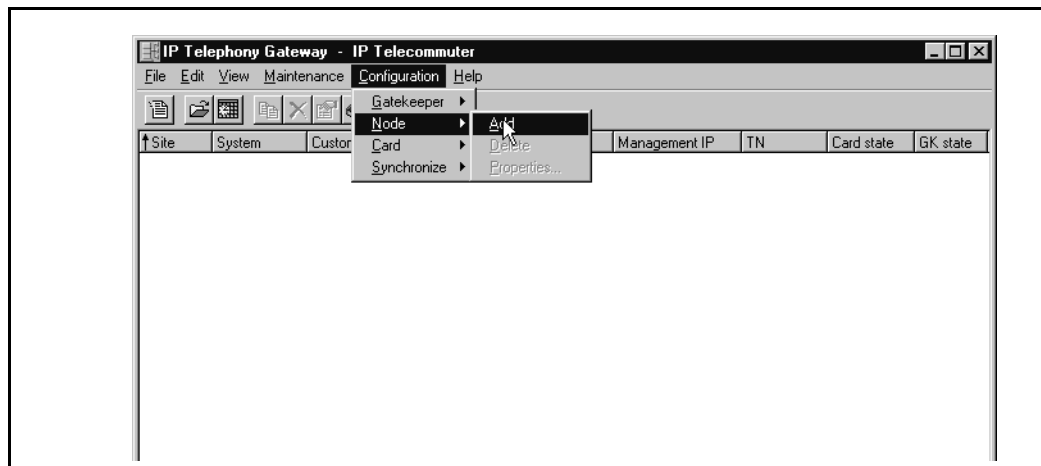 IP Telephony Gateway - IP Telecommuter
File Edit View Maintenance Configuration Help
Gatekeeper
Node
Add
Site System Custor Management IP TN Card state GK state
Card
Delete
Synchronize
Properties...